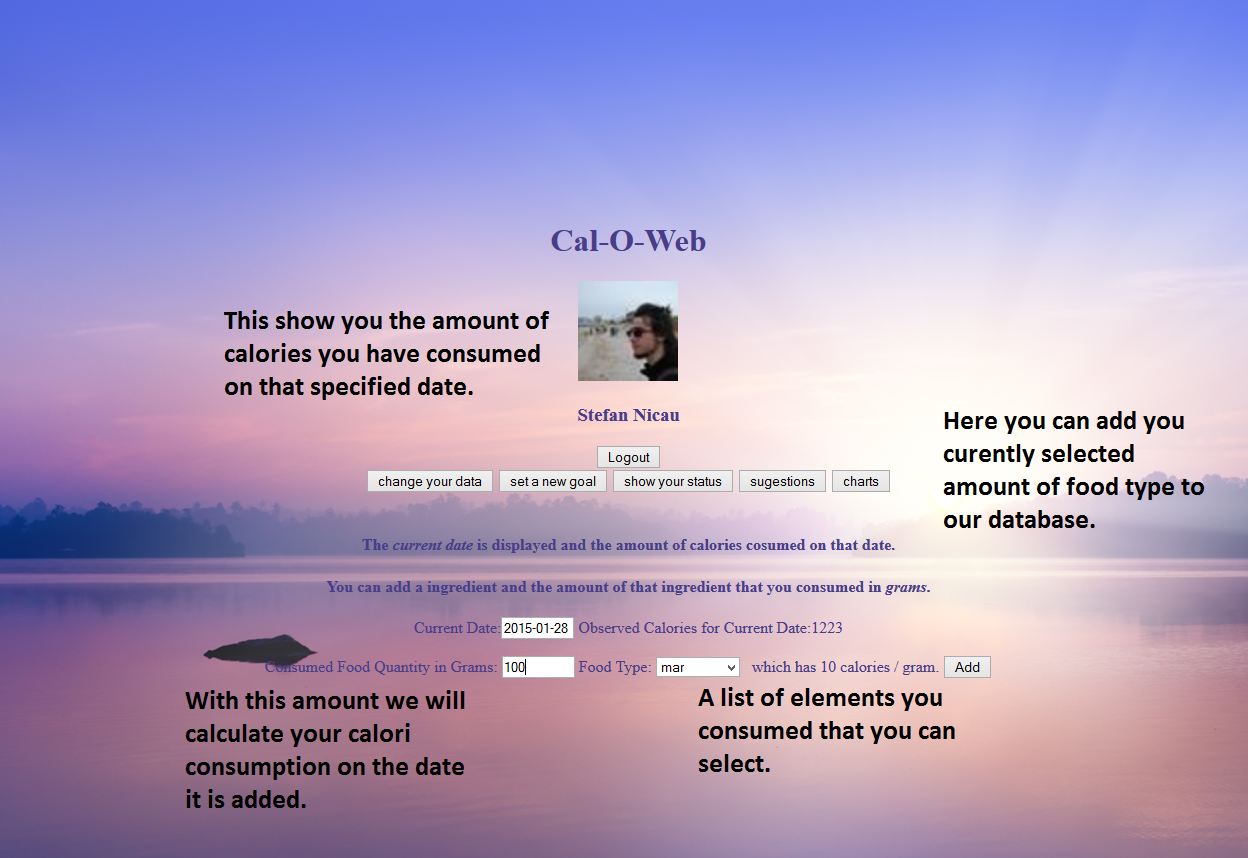 Cal-O-Web
This show you the amount of
calories you have consumed
on that specified date.
Stefan Nicau
Here you can add you
curently selected
amount of food type to
our database.
Logout
change your data set a new goal show your status sugestions charts
The current date is displayed and the amount of calories cosumed on that date.
You can add a ingredient and the amount of that ingredient that you consumed in grams.
Current Date: 2015-01-28 Observed Calories for Current Date:1223
Consumed Food Quantity in Grams: 100 Food Type: mar which has 10 calories / gram. Add
With this amount we will
calculate your calori
consumption on the date
it is added.
A list of elements you
consumed that you can
select.